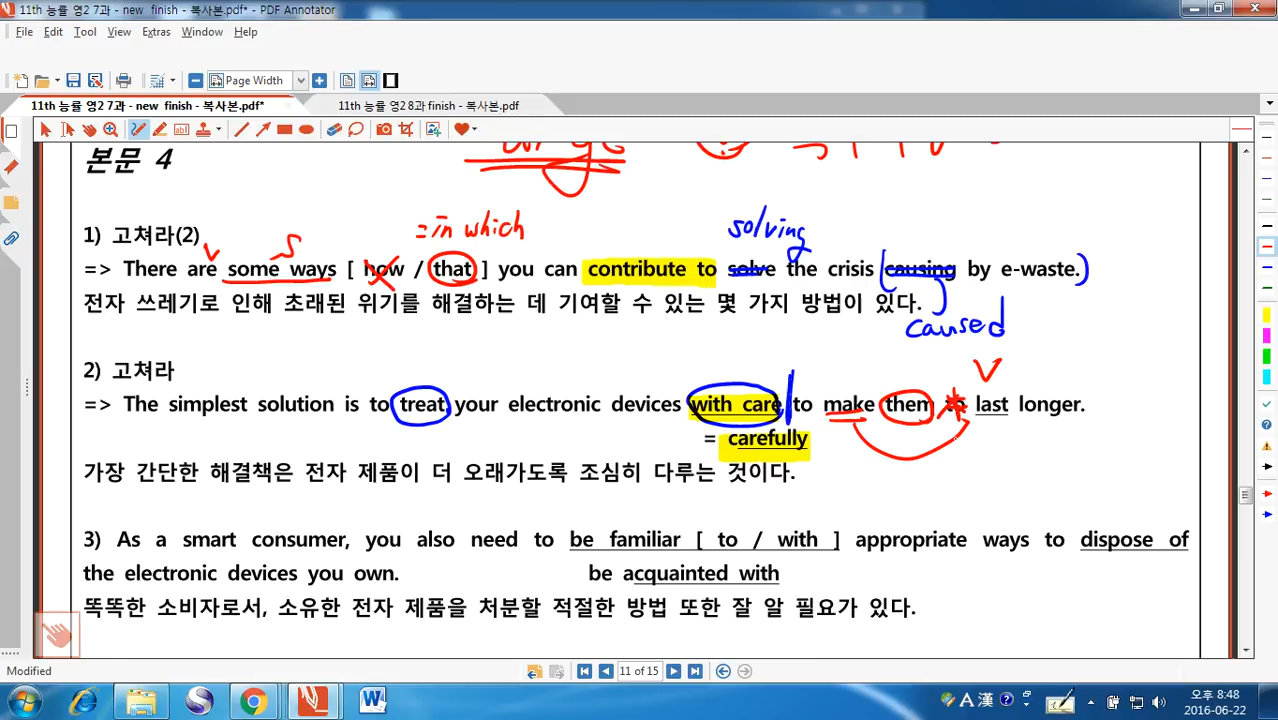 11th 능률 영2 7과 - new finish - 복사본.pdf* - PDF Annotator
File Edit Tool View Extras Window Help
Page Width
11th 능률 영2 7과 - new finish - 복사본.pdf*
11th 능률 영2 8과 finish - 복사본.pdf
본문 4
1) 고쳐라(2)
V S = in which solving
=> There are some ways [ how / that ] you can contribute to solve the crisis causing by e-waste.
전자 쓰레기로 인해 초래된 위기를 해결하는 데 기여할 수 있는 몇 가지 방법이 있다.
caused
2) 고쳐라
V
=> The simplest solution is to treat your electronic devices with care, to make them to last longer.
= carefully
가장 간단한 해결책은 전자 제품이 더 오래가도록 조심히 다루는 것이다.
3) As a smart consumer, you also need to be familiar [ to / with ] appropriate ways to dispose of
the electronic devices you own.
be acquainted with
똑똑한 소비자로서, 소유한 전자 제품을 처분할 적절한 방법 또한 잘 알 필요가 있다.
Modified
11 of 15
A 漢
오후 8:48
2016-06-22